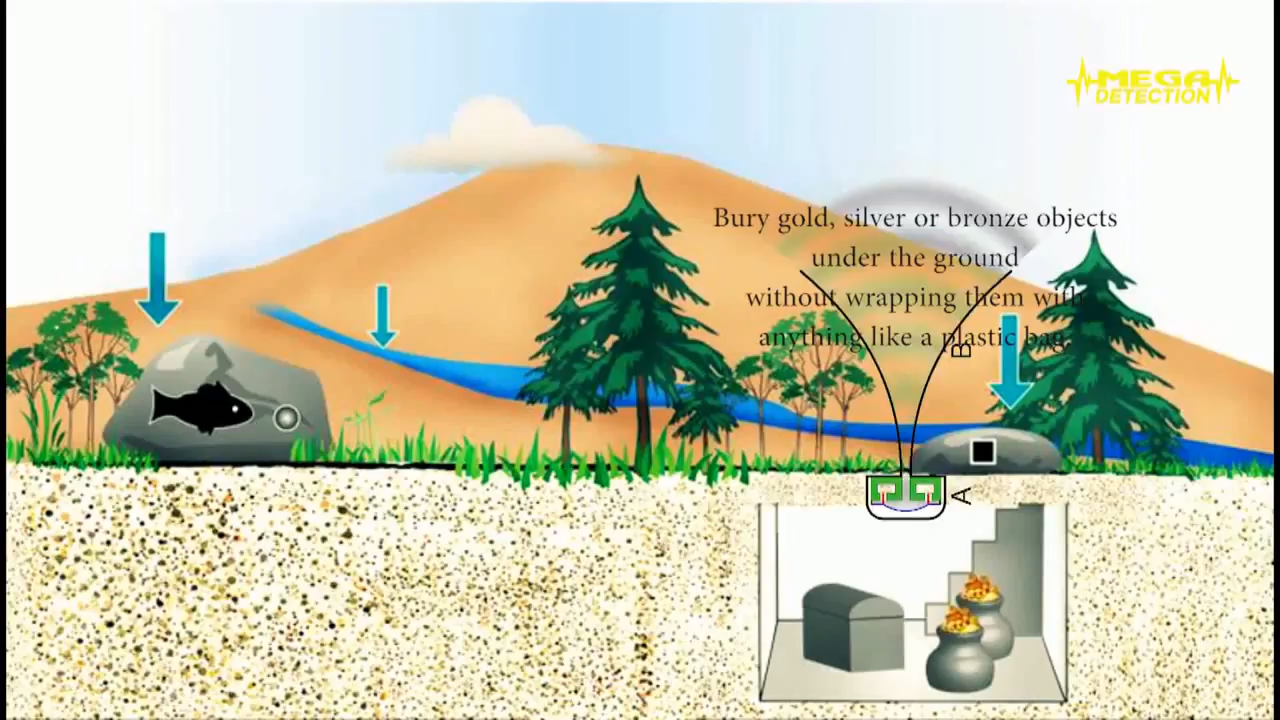 MEGA
DETECTION
Bury gold, silver or bronze objects
under the ground
without wrapping them with
anything like a plastic bag.
B
A